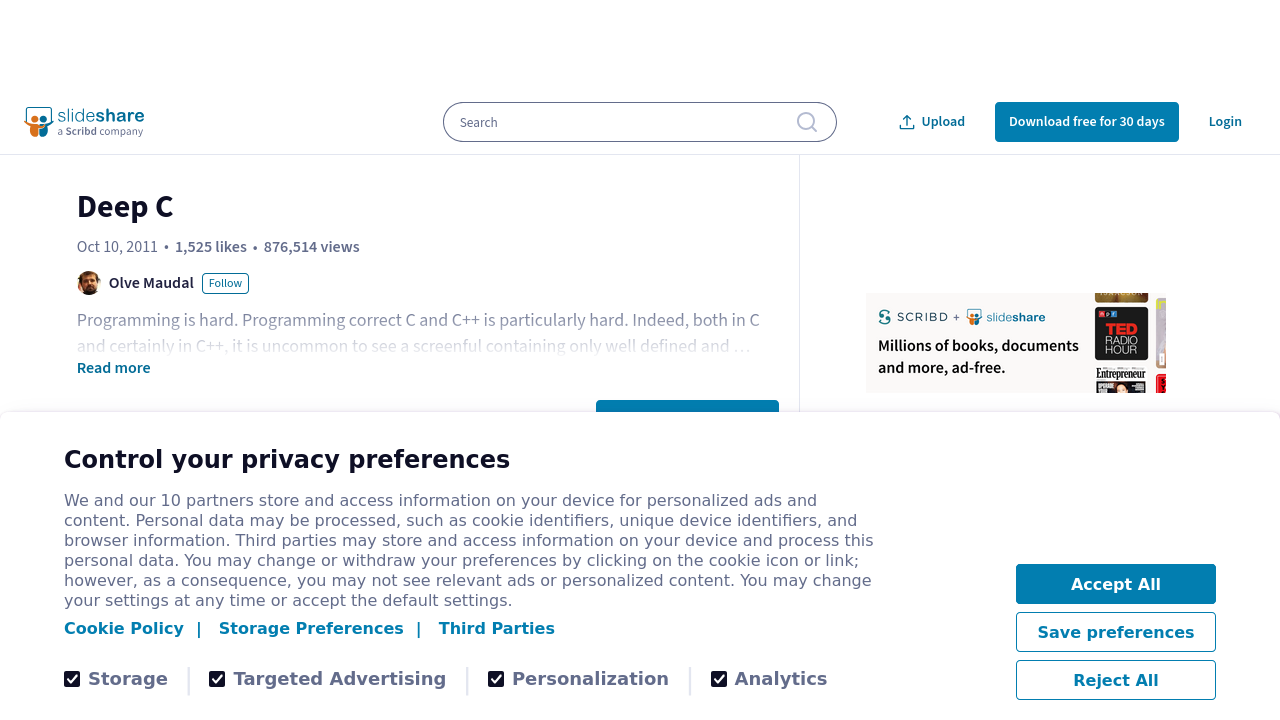 slideshare
a Scribd company
Search
Upload
Download free for 30 days
Login
Deep C
Oct 10, 2011 • 1,525 likes • 876,514 views
Olve Maudal Follow
Programming is hard. Programming correct C and C++ is particularly hard. Indeed, both in C
and certainly in C++, it is uncommon to see a screenful containing only well defined and …
Read more
SCRIBD + slideshare
Millions of books, documents
and more, ad-free.
TED
RADIO
HOUR
Entrepreneur
Control your privacy preferences
We and our 10 partners store and access information on your device for personalized ads and
content. Personal data may be processed, such as cookie identifiers, unique device identifiers, and
browser information. Third parties may store and access information on your device and process this
personal data. You may change or withdraw your preferences by clicking on the cookie icon or link;
however, as a consequence, you may not see relevant ads or personalized content. You may change
your settings at any time or accept the default settings.
Cookie Policy | Storage Preferences | Third Parties
Storage
Targeted Advertising
Personalization
Analytics
Accept All
Save preferences
Reject All